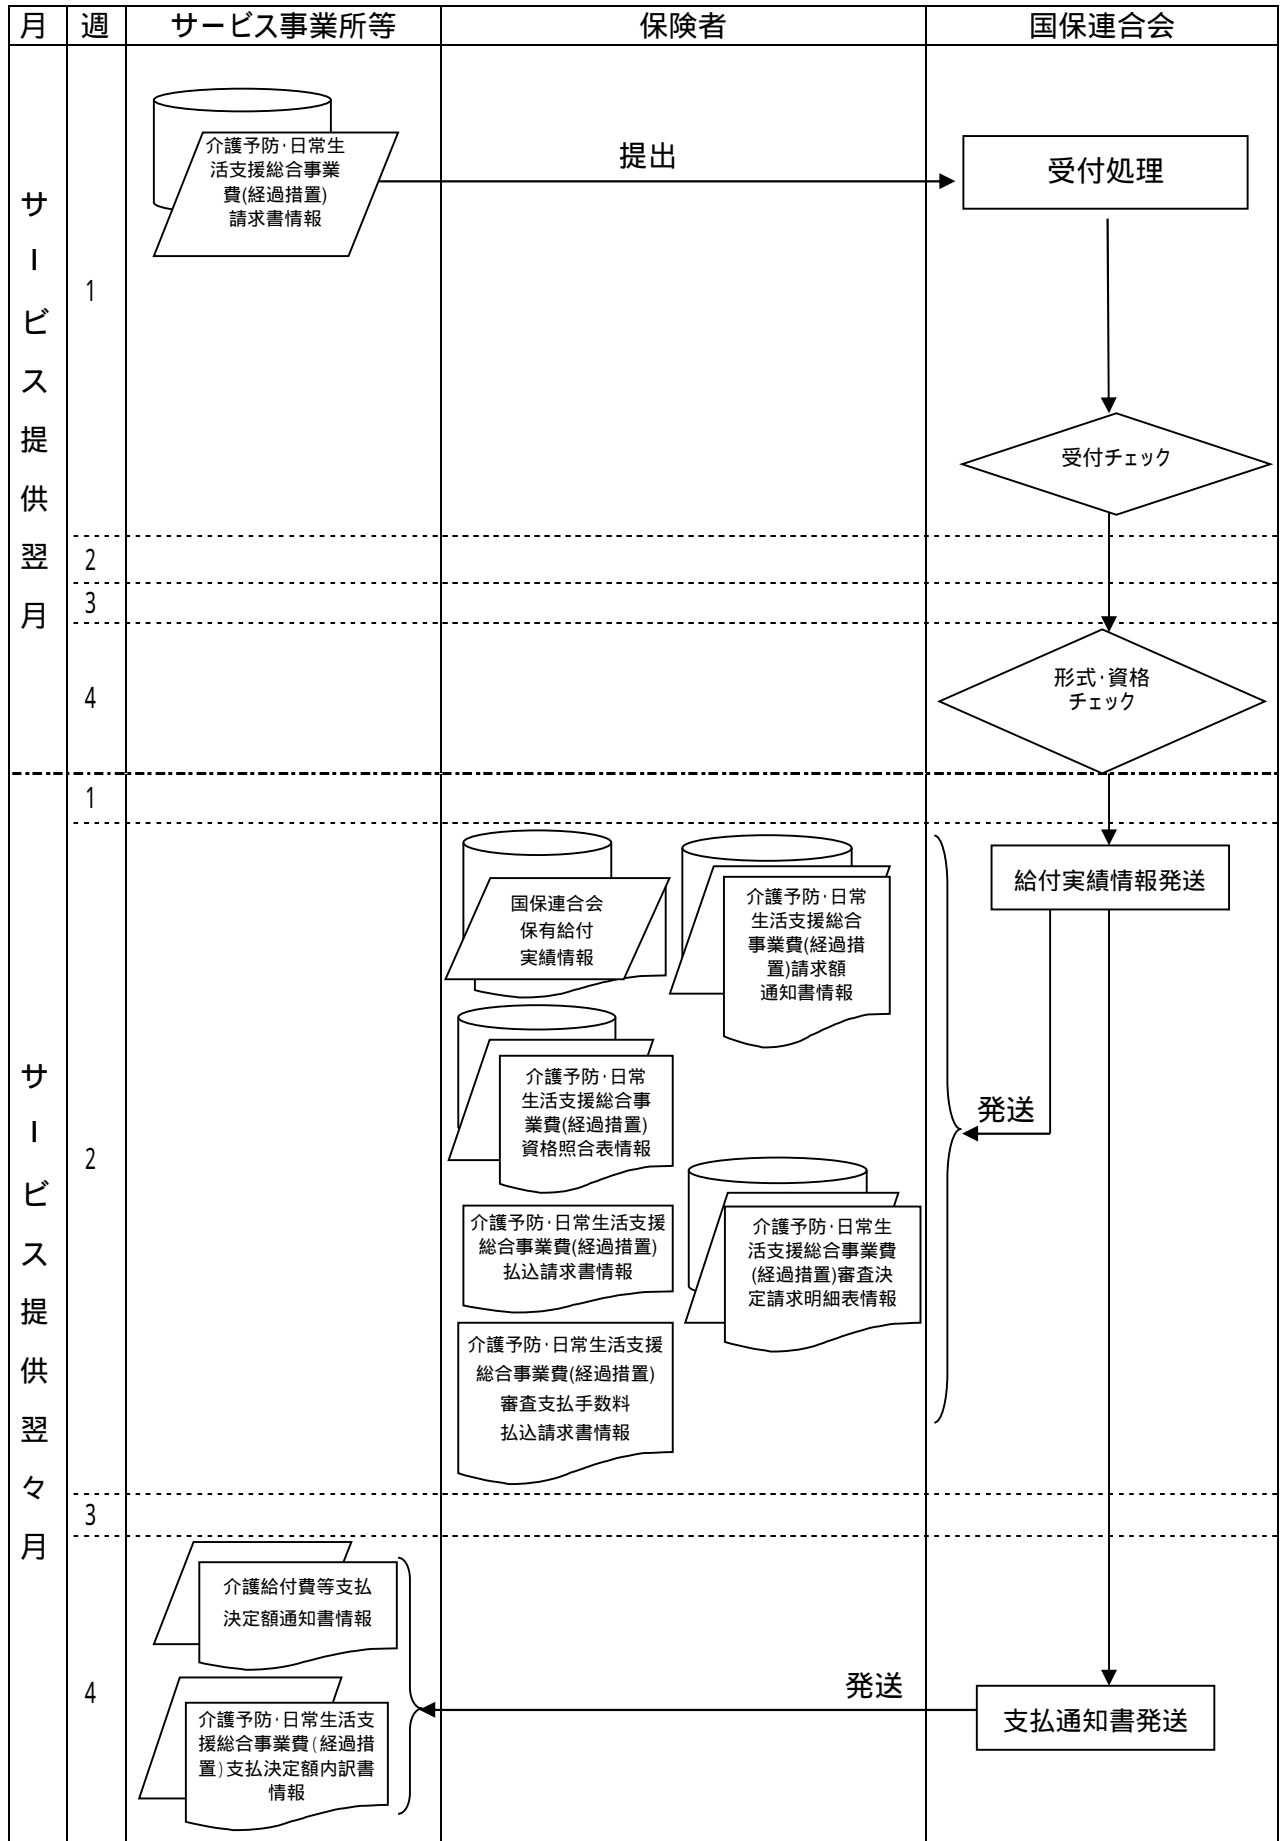 月 週 サービス事業所等 保険者 国保連合会
サービス提供翌月
1
介護予防・日常生
活支援総合事業
費(経過措置)
請求書情報
提出
受付処理
受付チェック
2
3
4
形式・資格
チェック
サービス提供翌々月
1
2
国保連合会
保有給付
実績情報
介護予防・日常
生活支援総合
事業費(経過措
置)請求額
通知書情報
給付実績情報発送
介護予防・日常
生活支援総合事
業費(経過措置)
資格照合表情報
発送
介護予防・日常生活支援
総合事業費(経過措置)
払込請求書情報
介護予防・日常生
活支援総合事業費
(経過措置)審査決
定請求明細表情報
介護予防・日常生活支援
総合事業費(経過措置)
審査支払手数料
払込請求書情報
3
4
介護給付費等支払
決定額通知書情報
介護予防・日常生活支
援総合事業費(経過措
置)支払決定額内訳書
情報
発送
支払通知書発送